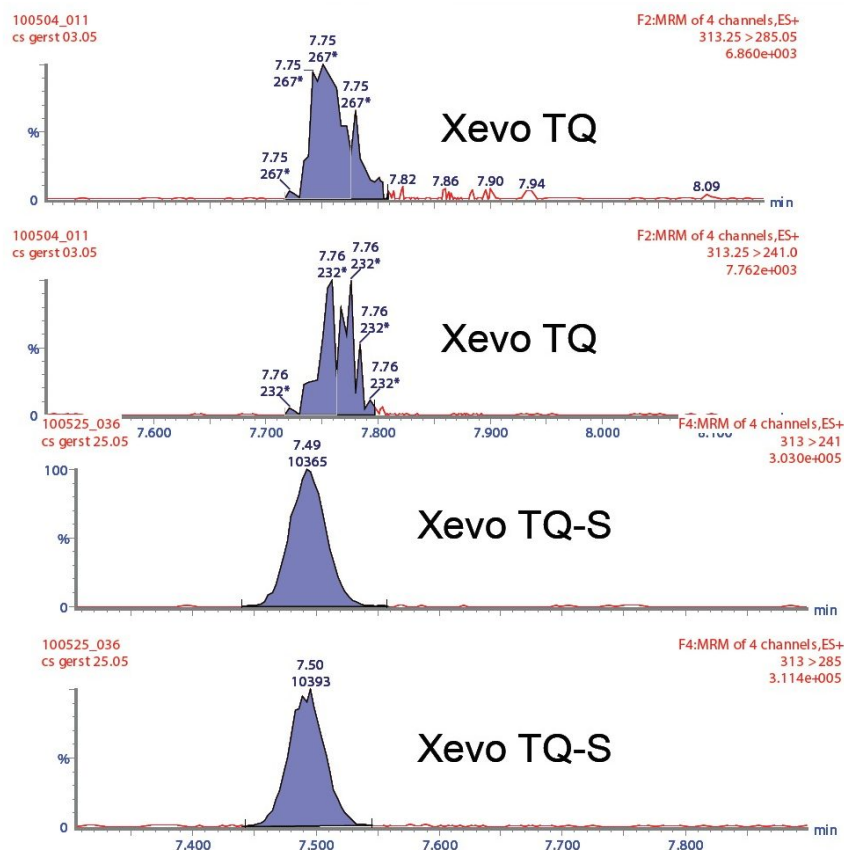 100504_011
cs gerst 03.05
F2:MRM of 4 channels,ES+
313.25 >285.05
6.860e+003
7.75
267*
7.75
267*
7.75
267*
7.75
267*
Xevo TQ
%
7.82
7.86
7.90
7.94
8.09
0
min
100504_011
cs gerst 03.05
F2:MRM of 4 channels,ES+
313.25 >241.0
7.762e+003
7.76
232*
7.76
232*
7.76
232*
7.76
232*
7.76
232*
Xevo TQ
%
0
7.600 7.700 7.800 7.900 8.000
100525_036
cs gerst 25.05
F4:MRM of 4 channels,ES+
313 >241
3.030e+005
7.49
10365
100
%
Xevo TQ-S
0
min
100525_036
cs gerst 25.05
F4:MRM of 4 channels,ES+
313 >285
3.114e+005
7.50
10393
Xevo TQ-S
%
0
min
7.400 7.500 7.600 7.700 7.800